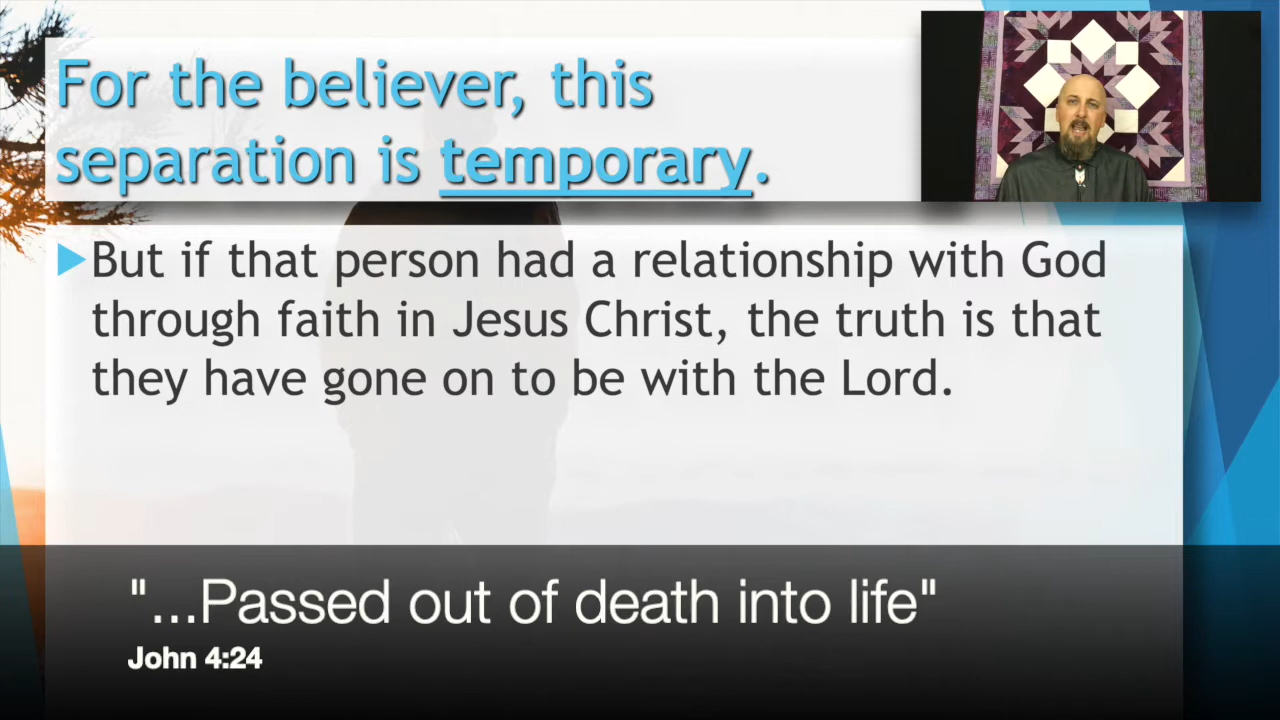 For the believer, this
separation is temporary.
But if that person had a relationship with God
through faith in Jesus Christ, the truth is that
they have gone on to be with the Lord.
"...Passed out of death into life"
John 4:24